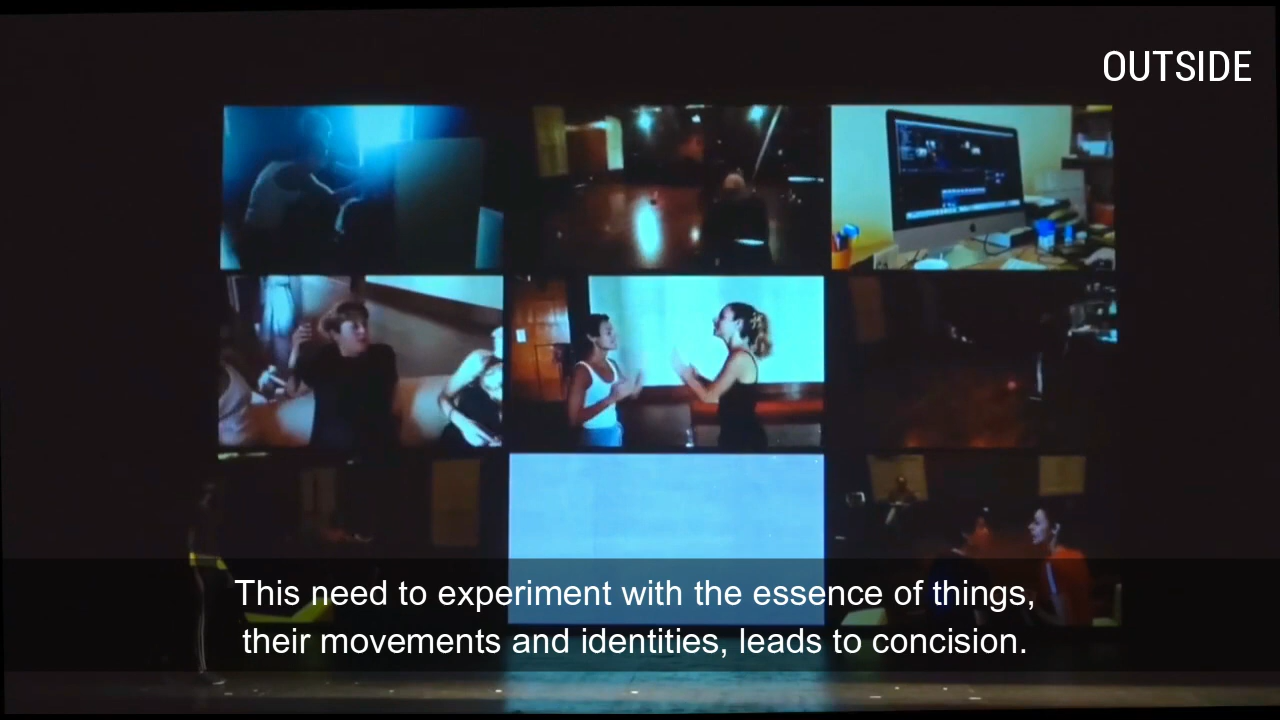 OUTSIDE
This need to experiment with the essence of things,
their movements and identities, leads to concision.